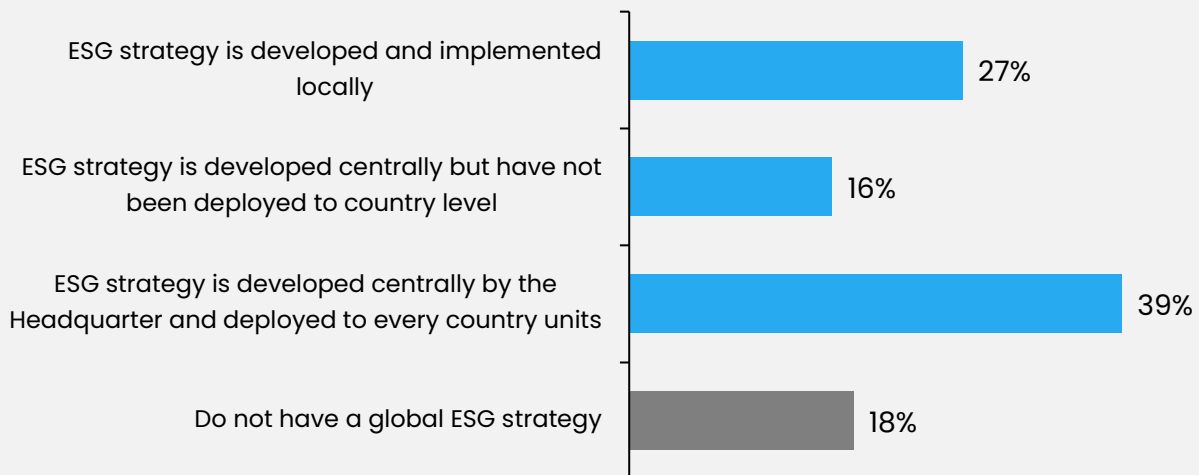 ESG strategy is developed and implemented
locally
27%
ESG strategy is developed centrally but have not
been deployed to country level
16%
ESG strategy is developed centrally by the
Headquarter and deployed to every country units
39%
Do not have a global ESG strategy
18%